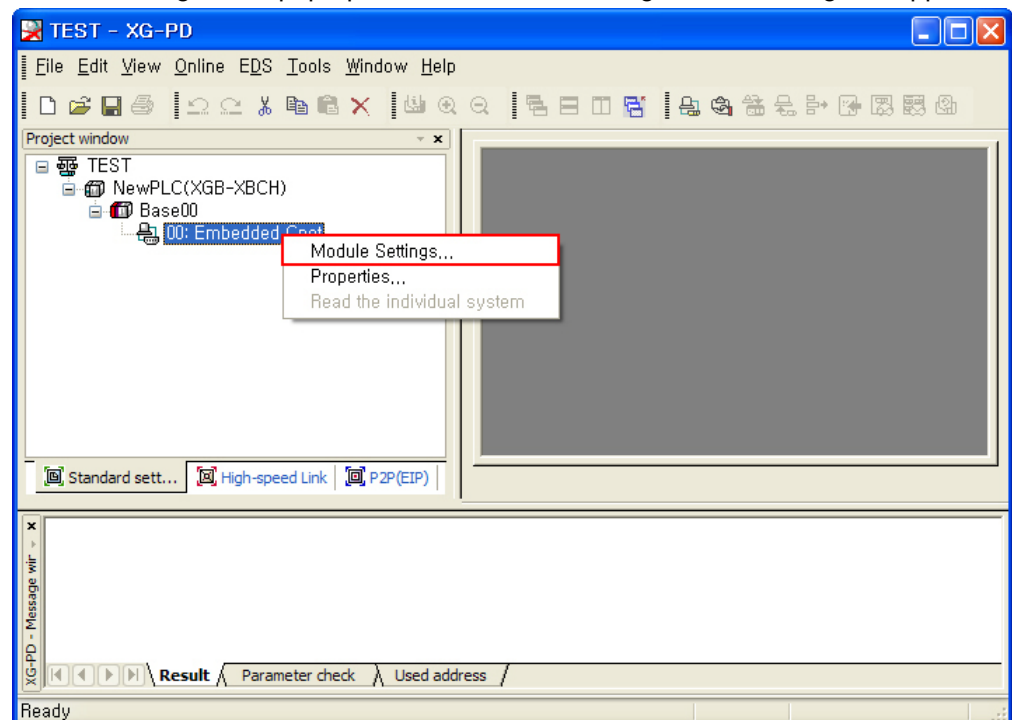 TEST - XG-PD
File Edit View Online EDS Tools Window Help
Project window
TEST
NewPLC(XGB-XBCH)
Base00
00: Embedded Cnet
Module Settings...
Properties...
Read the individual system
Standard sett... High-speed Link P2P(EIP)
XG-PD - Message wir
Result Parameter check Used address
Ready